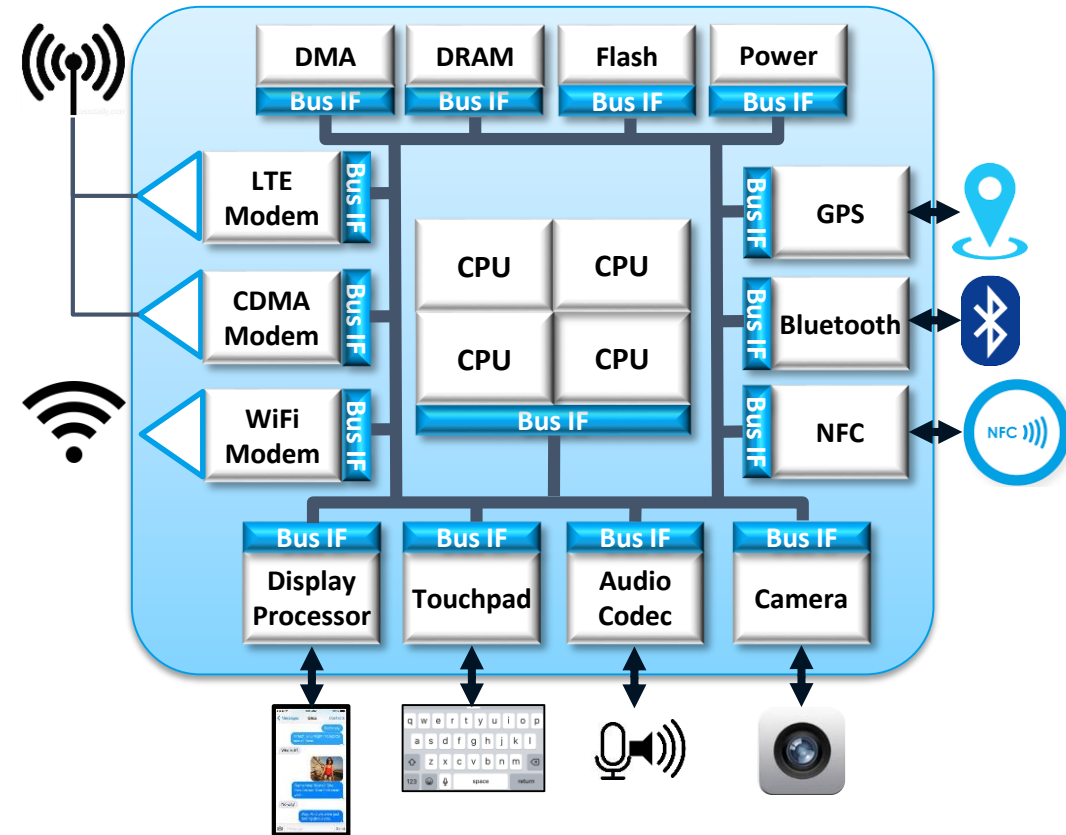 DMA
Bus IF
DRAM
Bus IF
Flash
Bus IF
Power
Bus IF
LTE
Modem
Bus IF
CDMA
Modem
Bus IF
WiFi
Modem
Bus IF
CPU
CPU
CPU
CPU
Bus IF
Bus IF
GPS
Bus IF
Bluetooth
Bus IF
NFC
NFC
Bus IF
Display
Processor
Bus IF
Touchpad
Bus IF
Audio
Codec
Bus IF
Camera
Messages
q w e r t y u i o p
a s d f g h j k l
z x c v b n m
123
space
return